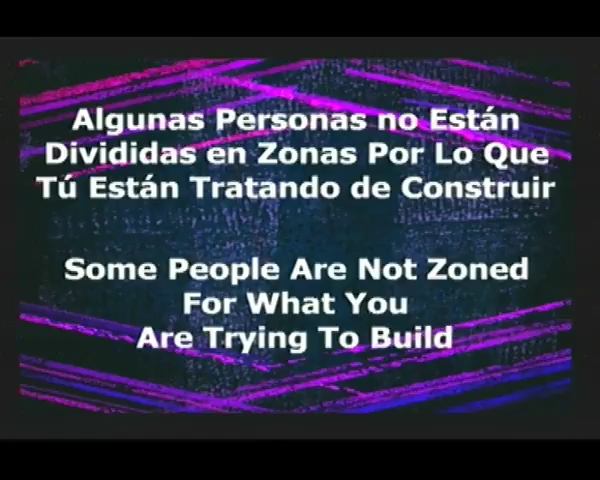 Algunas Personas no Están
Divididas en Zonas Por Lo Que
Tú Están Tratando de Construir
Some People Are Not Zoned
For What You
Are Trying To Build